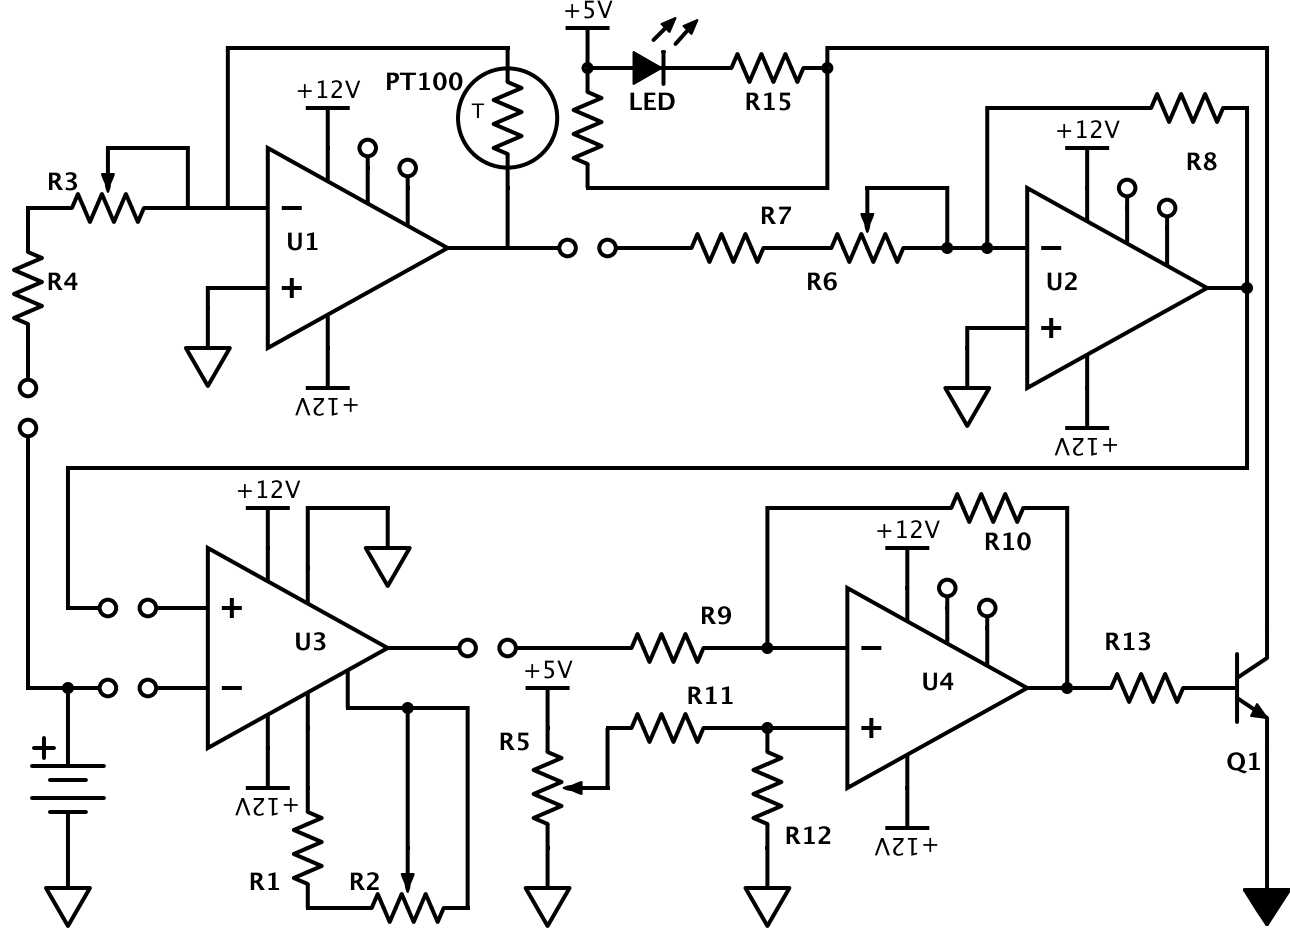 +5V
PT100
+12V
T
LED
R15
+12V
R8
R3
R7
U1
R4
R6
U2
+12V
+12V
+12V
+12V
R10
R9
R13
U3
+5V
U4
R11
R5
+
Q1
+12V
R12
+12V
R1
R2